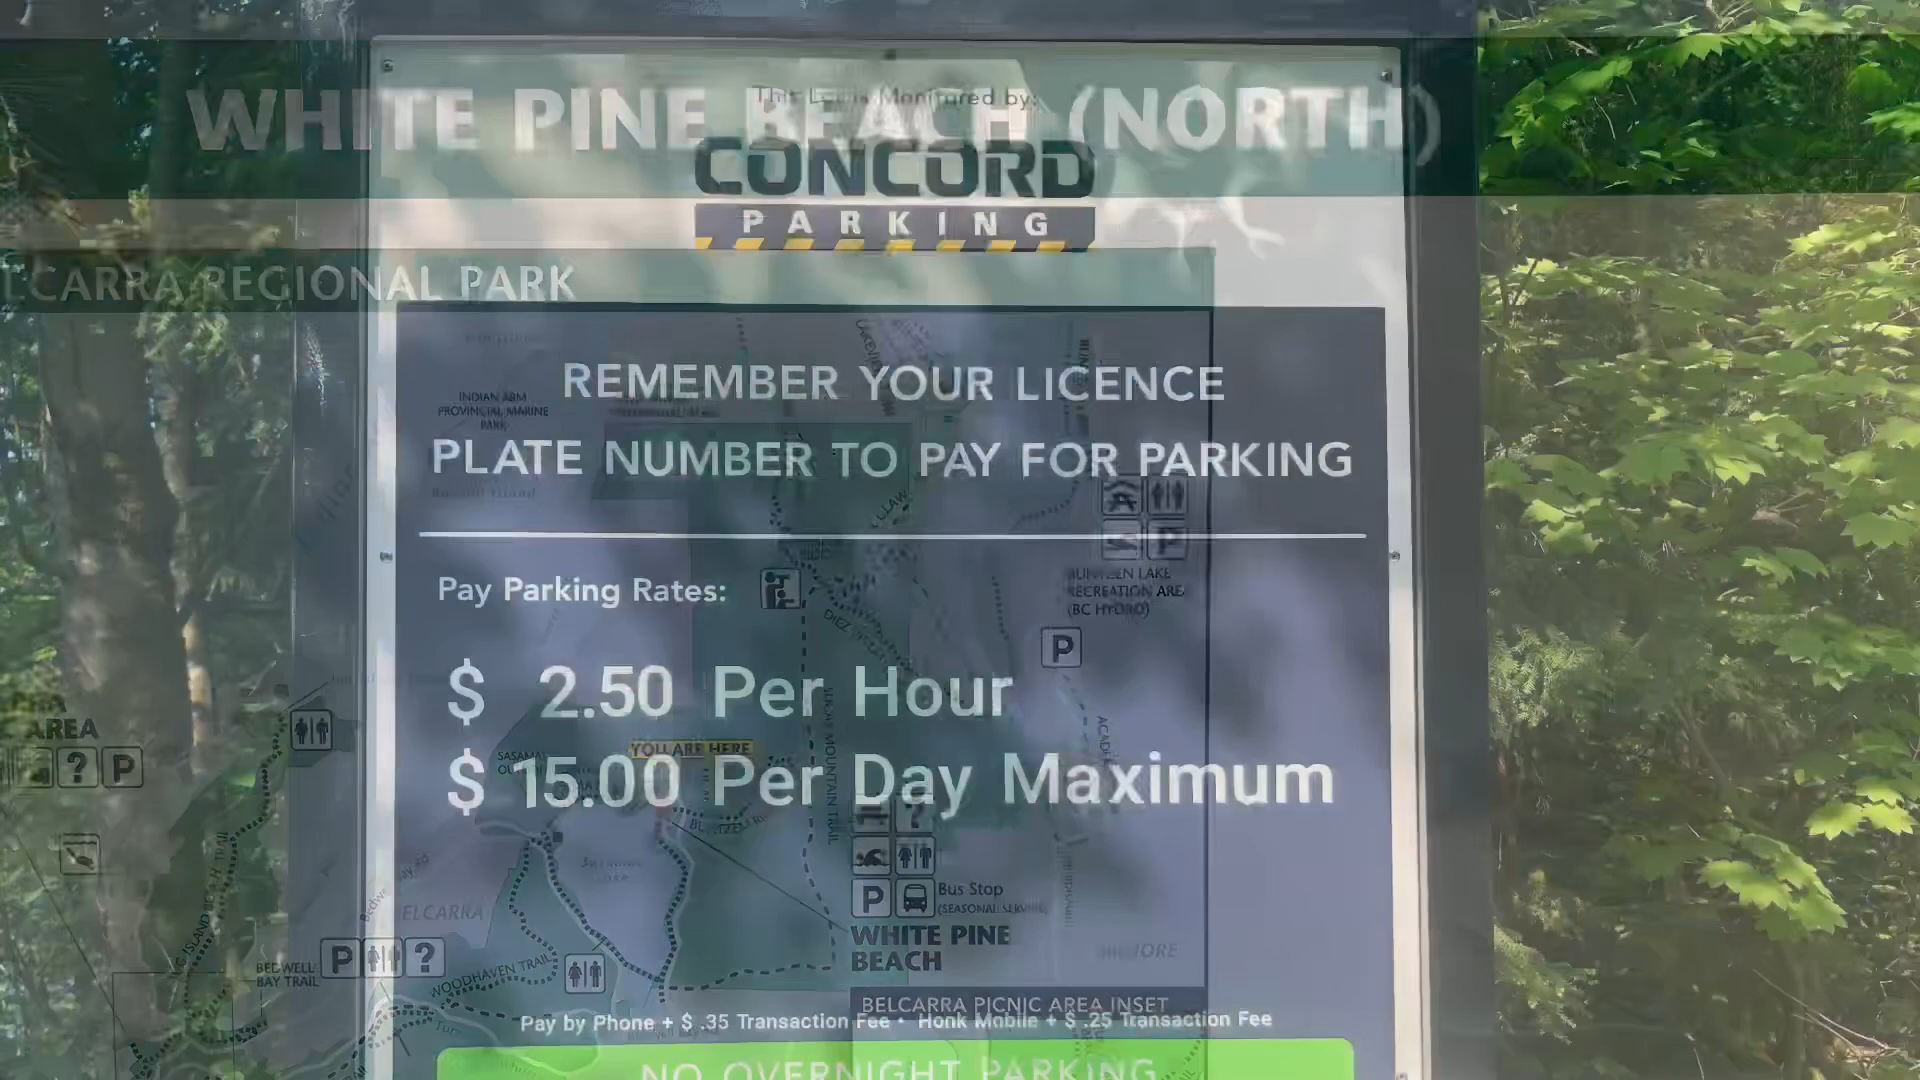 WHITE PINE BEACH (NORTH)
This Lot is Monitored by:
CONCORD
PARKING
CARRA REGIONAL PARK
REMEMBER YOUR LICENCE
PLATE NUMBER TO PAY FOR PARKING
INDIAN ARM
PROVINCIAL MARINE
PARK
Pay Parking Rates:
BUNTZEN LAKE
RECREATION AREA
(BC HYDRO)
P
$ 2.50 Per Hour
AREA
? P
YOU ARE HERE
$ 15.00 Per Day Maximum
MOUNTAIN TRAIL
?
P
Bus Stop
(SEASONAL SERVICE)
BELCARRA
WHITE PINE
BEACH
P ?
BEDWELL
BAY TRAIL
WOODHAVEN TRAIL
BELCARRA PICNIC AREA INSET
Pay by Phone + $ .35 Transaction Fee • Honk Mobile + $ .25 Transaction Fee
NO OVERNIGHT PARKING